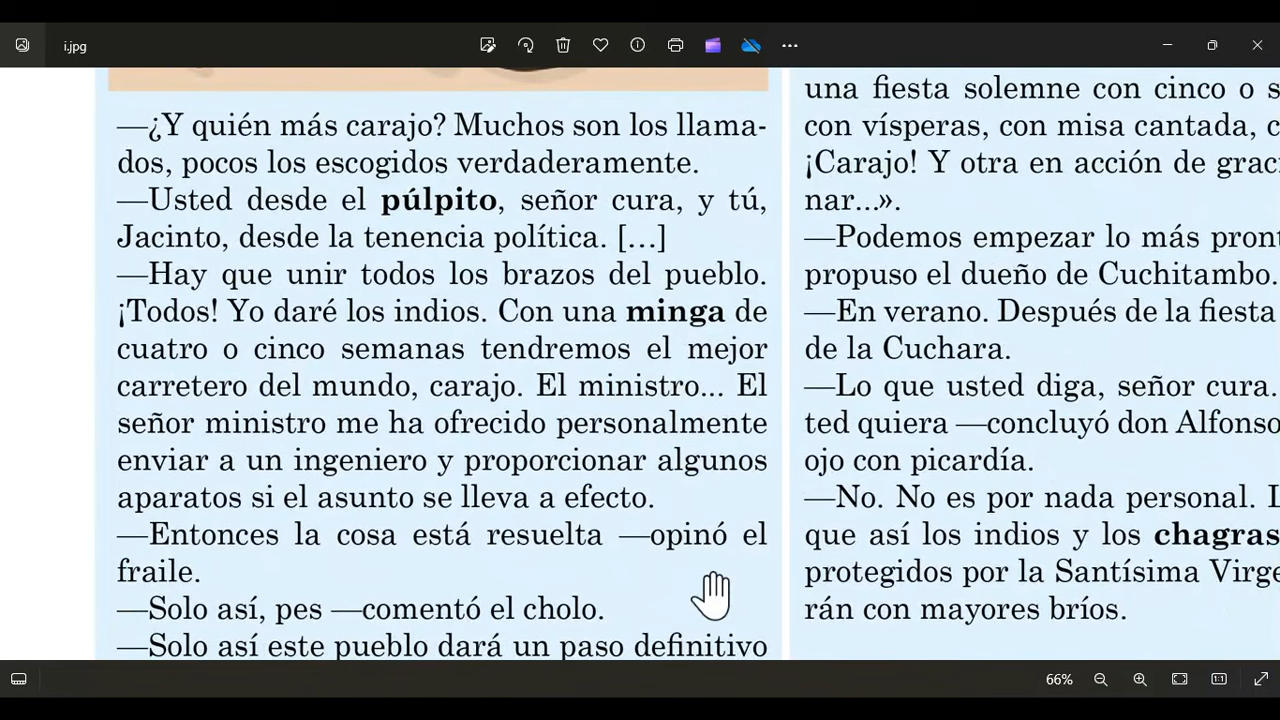 i.jpg
—¿Y quién más carajo? Muchos son los llama-
dos, pocos los escogidos verdaderamente.
—Usted desde el púlpito, señor cura, y tú,
Jacinto, desde la tenencia política. [...]
—Hay que unir todos los brazos del pueblo.
¡Todos! Yo daré los indios. Con una minga de
cuatro o cinco semanas tendremos el mejor
carretero del mundo, carajo. El ministro... El
señor ministro me ha ofrecido personalmente
enviar a un ingeniero y proporcionar algunos
aparatos si el asunto se lleva a efecto.
—Entonces la cosa está resuelta —opinó el
fraile.
—Solo así, pes —comentó el cholo.
—Solo así este pueblo dará un paso definitivo
una fiesta solemne con cinco o s
con vísperas, con misa cantada, c
¡Carajo! Y otra en acción de graci
nar...».
—Podemos empezar lo más pront
propuso el dueño de Cuchitambo.
—En verano. Después de la fiesta
de la Cuchara.
—Lo que usted diga, señor cura.
ted quiera —concluyó don Alfonso
ojo con picardía.
—No. No es por nada personal.
que así los indios y los chagras
protegidos por la Santísima Virge
rán con mayores bríos.
66%
1:1